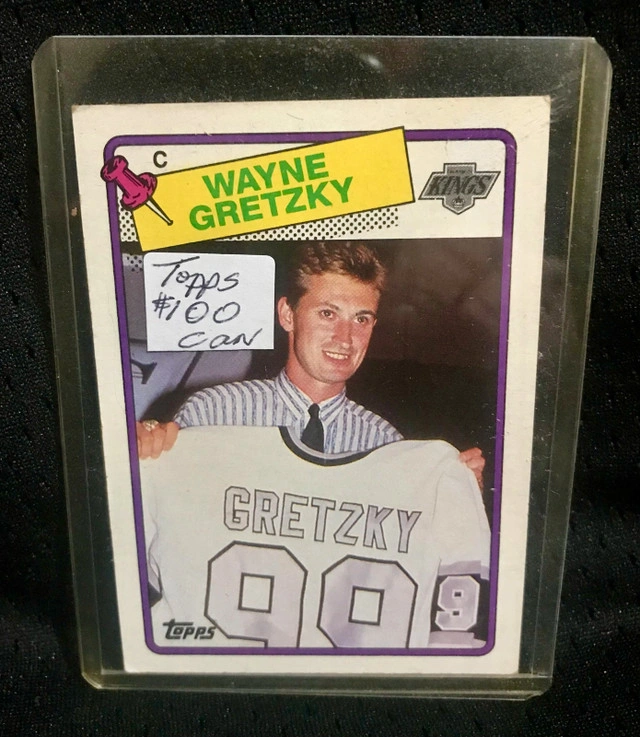 C
WAYNE
GRETZKY
KINGS
Topps
$100
can
GRETZKY
99
9
topps